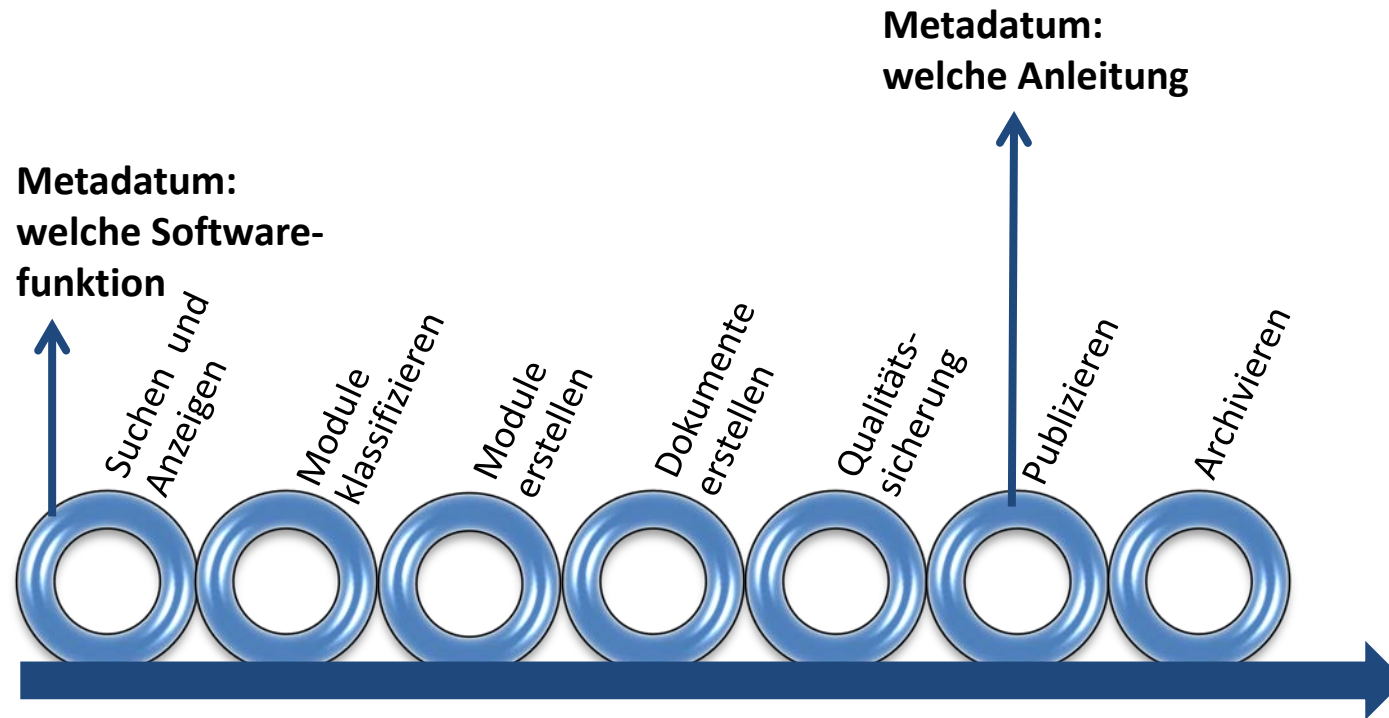 Metadatum:
welche Anleitung
Metadatum:
welche Software-
funktion
Suchen und
Anzeigen
Module
klassifizieren
Module
erstellen
Dokumente
erstellen
Qualitäts-
sicherung
Publizieren
Archivieren